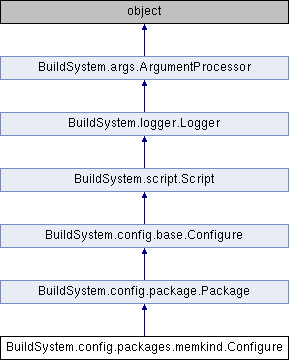 object
BuildSystem.args.ArgumentProcessor
BuildSystem.logger.Logger
BuildSystem.script.Script
BuildSystem.config.base.Configure
BuildSystem.config.package.Package
BuildSystem.config.packages.memkind.Configure